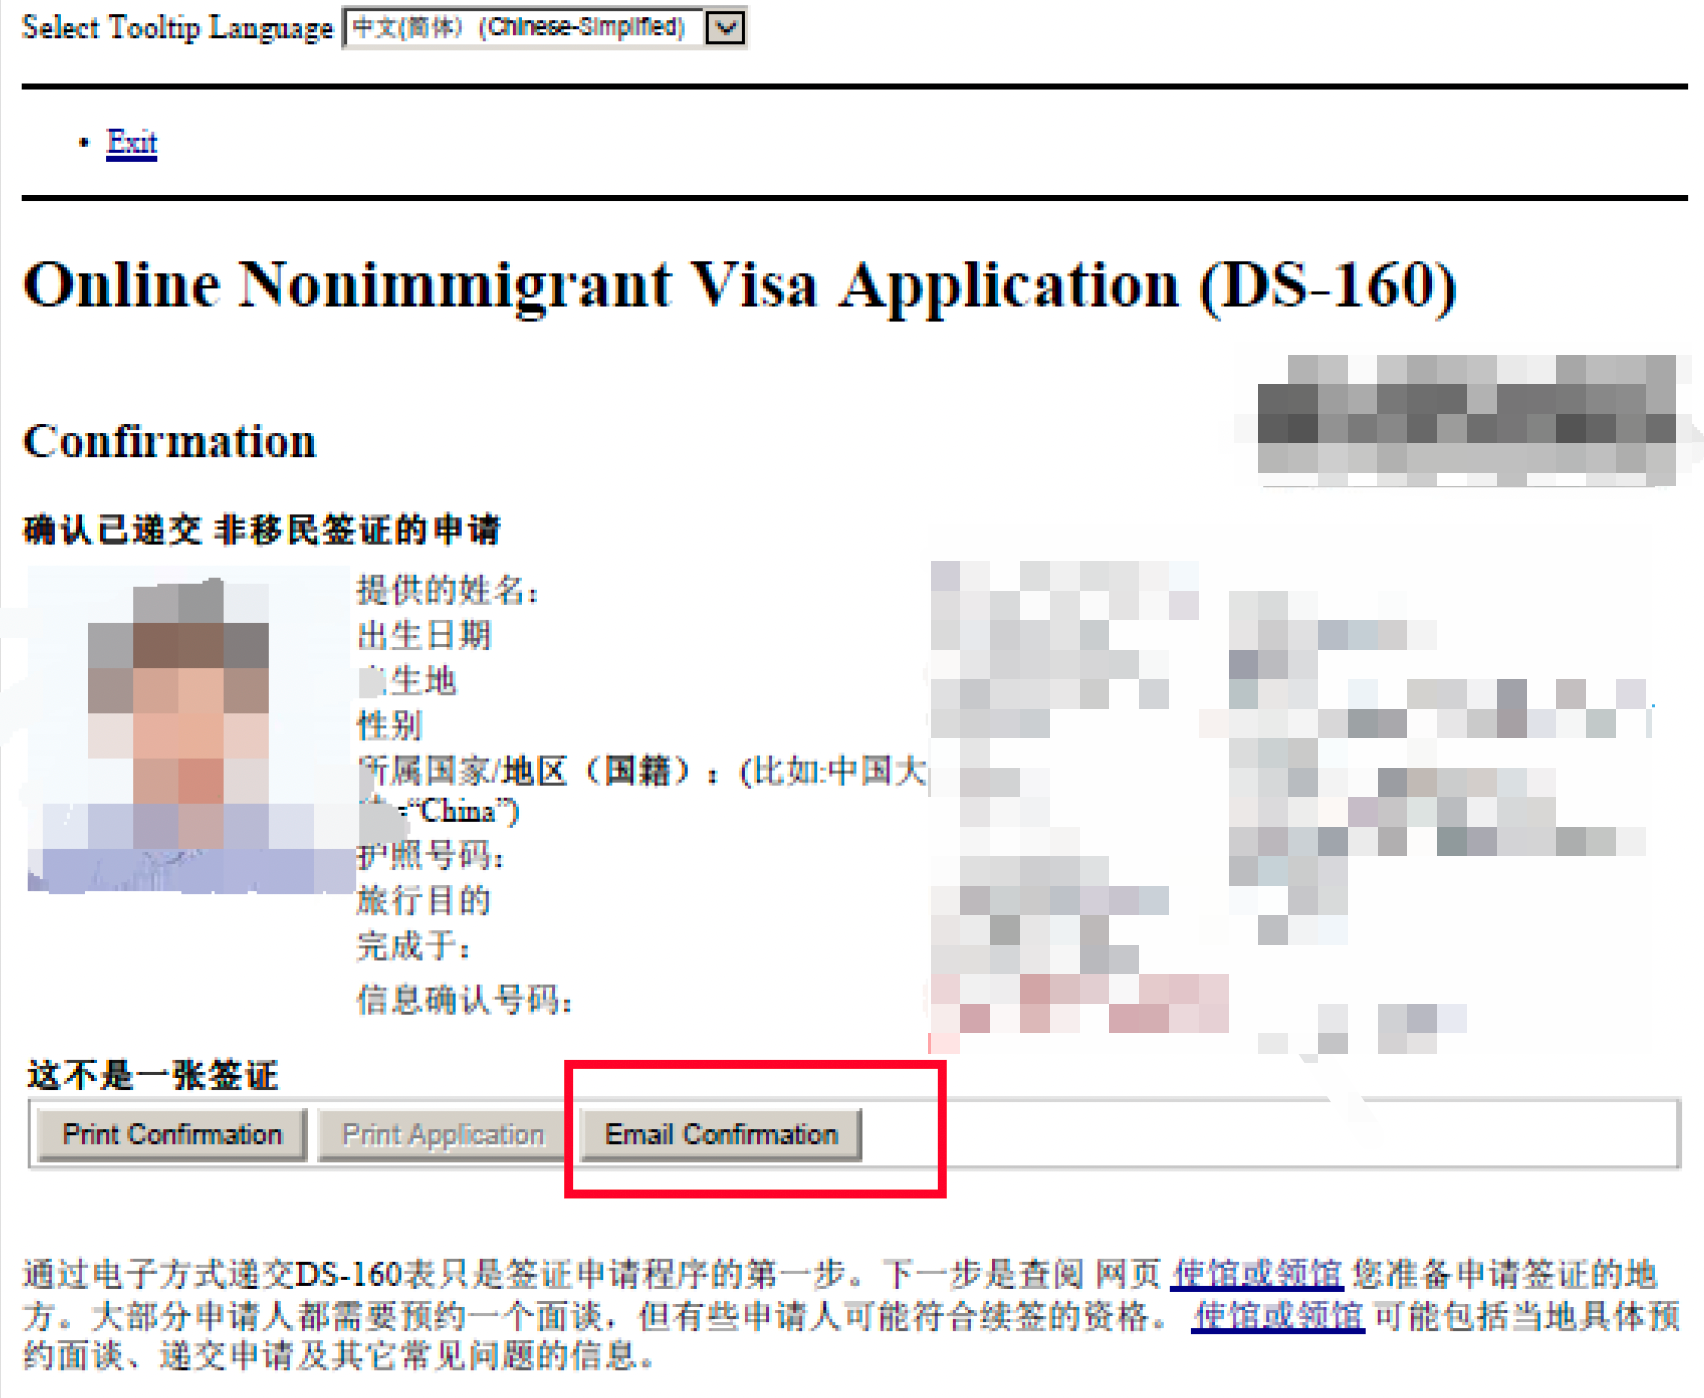 Select Tooltip Language 中文(简体) (Chinese-Simplified)
• Exit
Online Nonimmigrant Visa Application (DS-160)
Confirmation
确认已递交 非移民签证的申请
提供的姓名:
出生日期
生地
性别
所属国家/地区（国籍）: (比如:中国大
="China")
护照号码:
旅行目的
完成于:
信息确认号码:
这不是一张签证
Print Confirmation Print Application Email Confirmation
通过电子方式递交DS-160表只是签证申请程序的第一步。下一步是查阅 网页 使馆或领馆 您准备申请签证的地
方。大部分申请人都需要预约一个面谈，但有些申请人可能符合续签的资格。 使馆或领馆 可能包括当地具体预
约面谈、递交申请及其它常见问题的信息。